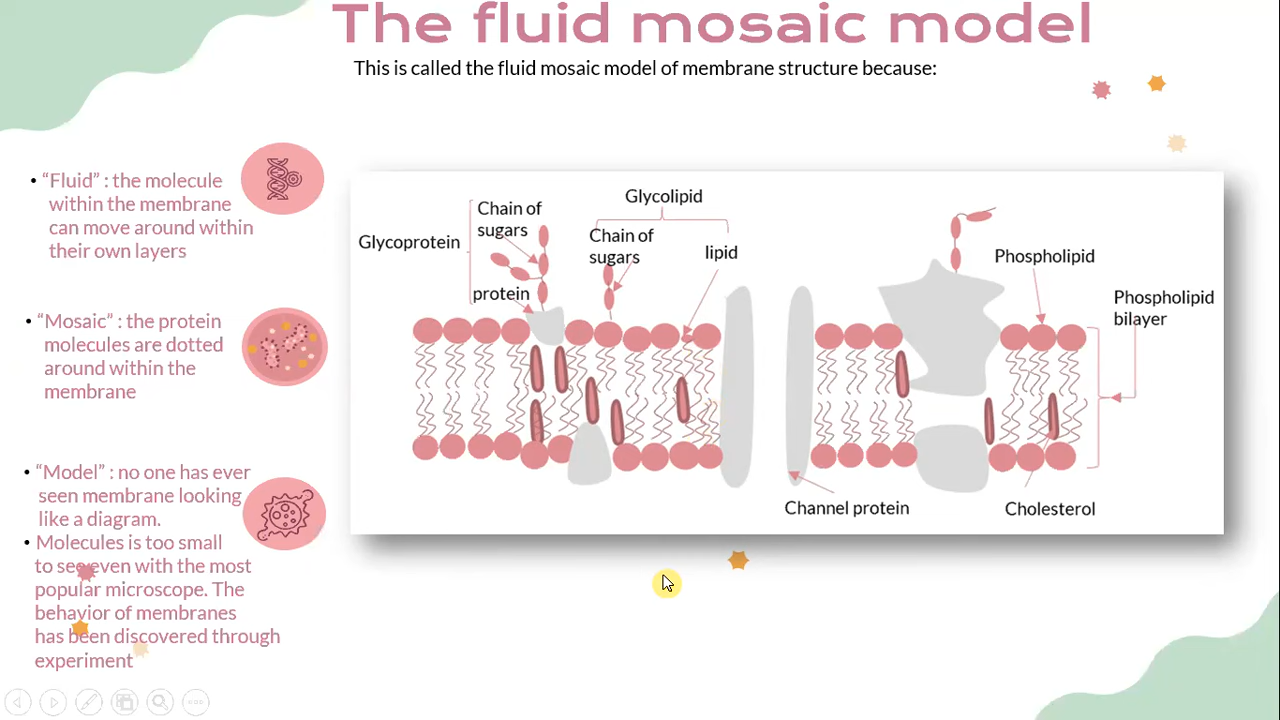 The fluid mosaic model
This is called the fluid mosaic model of membrane structure because:
• “Fluid” : the molecule
within the membrane
can move around within
their own layers
• “Mosaic” : the protein
molecules are dotted
around within the
membrane
• “Model” : no one has ever
seen membrane looking
like a diagram.
• Molecules is too small
to see even with the most
popular microscope. The
behavior of membranes
has been discovered through
experiment
Glycoprotein
Chain of
sugars
protein
Glycolipid
Chain of
sugars
lipid
Phospholipid
Phospholipid
bilayer
Channel protein
Cholesterol